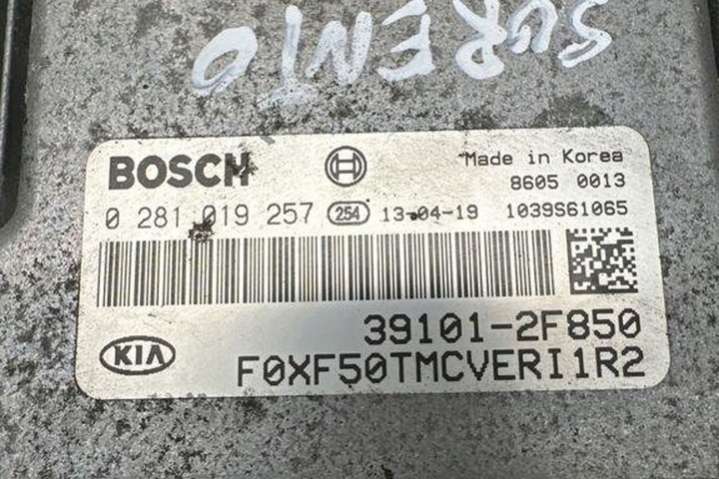 SURENTO
BOSCH Made in Korea
8605 0013
0 281 019 257 254 13-04-19 1039S61065
39101-2F850
KIA F0XF50TMCVERI1R2